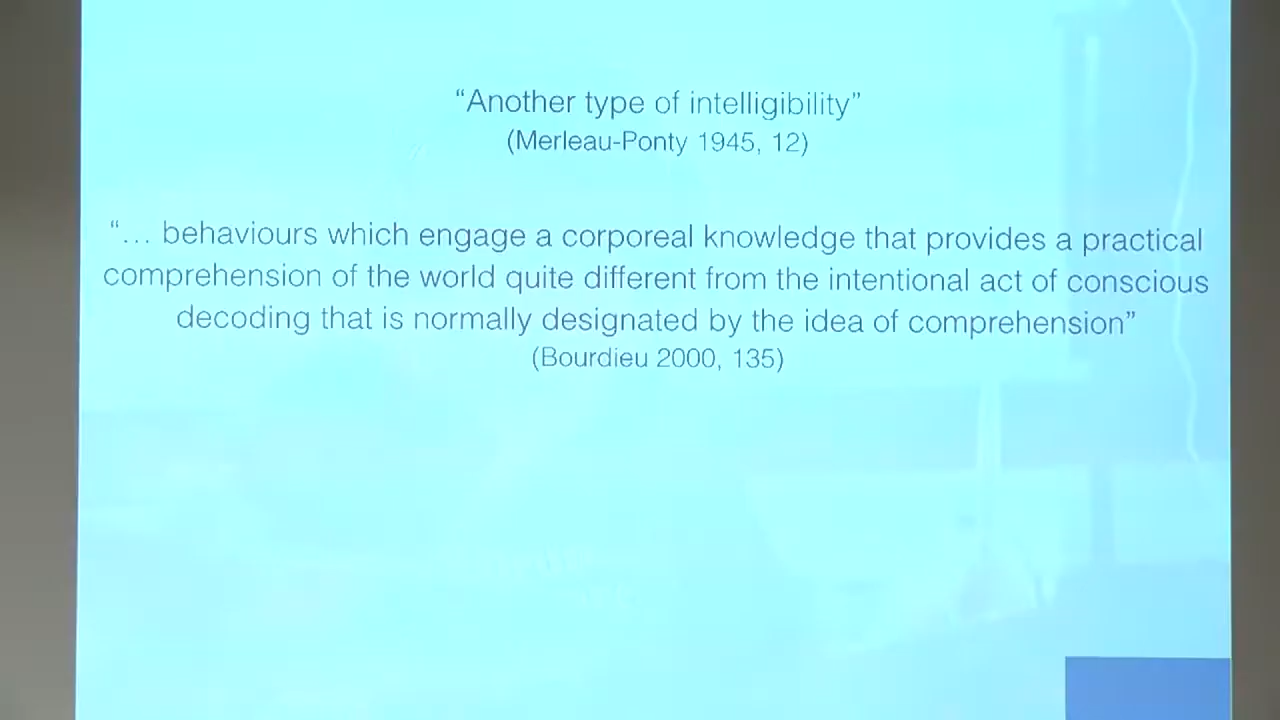 “Another type of intelligibility”
(Merleau-Ponty 1945, 12)
“… behaviours which engage a corporeal knowledge that provides a practical
comprehension of the world quite different from the intentional act of conscious
decoding that is normally designated by the idea of comprehension”
(Bourdieu 2000, 135)